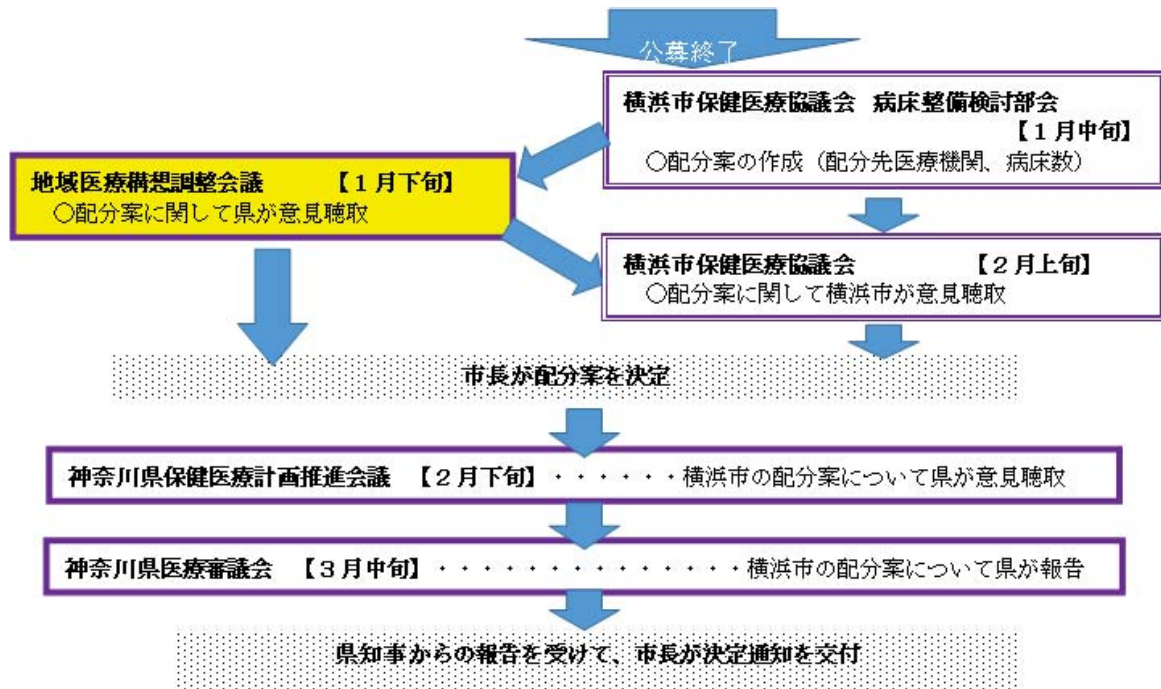 公募終了
横浜市保健医療協議会 病床整備検討部会
【1月中旬】
○配分案の作成（配分先医療機関、病床数）
地域医療構想調整会議 【1月下旬】
○配分案に関して県が意見聴取
横浜市保健医療協議会 【2月上旬】
○配分案に関して横浜市が意見聴取
市長が配分案を決定
神奈川県保健医療計画推進会議 【2月下旬】・・・・・・横浜市の配分案について県が意見聴取
神奈川県医療審議会 【3月中旬】・・・・・・・・・・・・・・横浜市の配分案について県が報告
県知事からの報告を受けて、市長が決定通知を交付